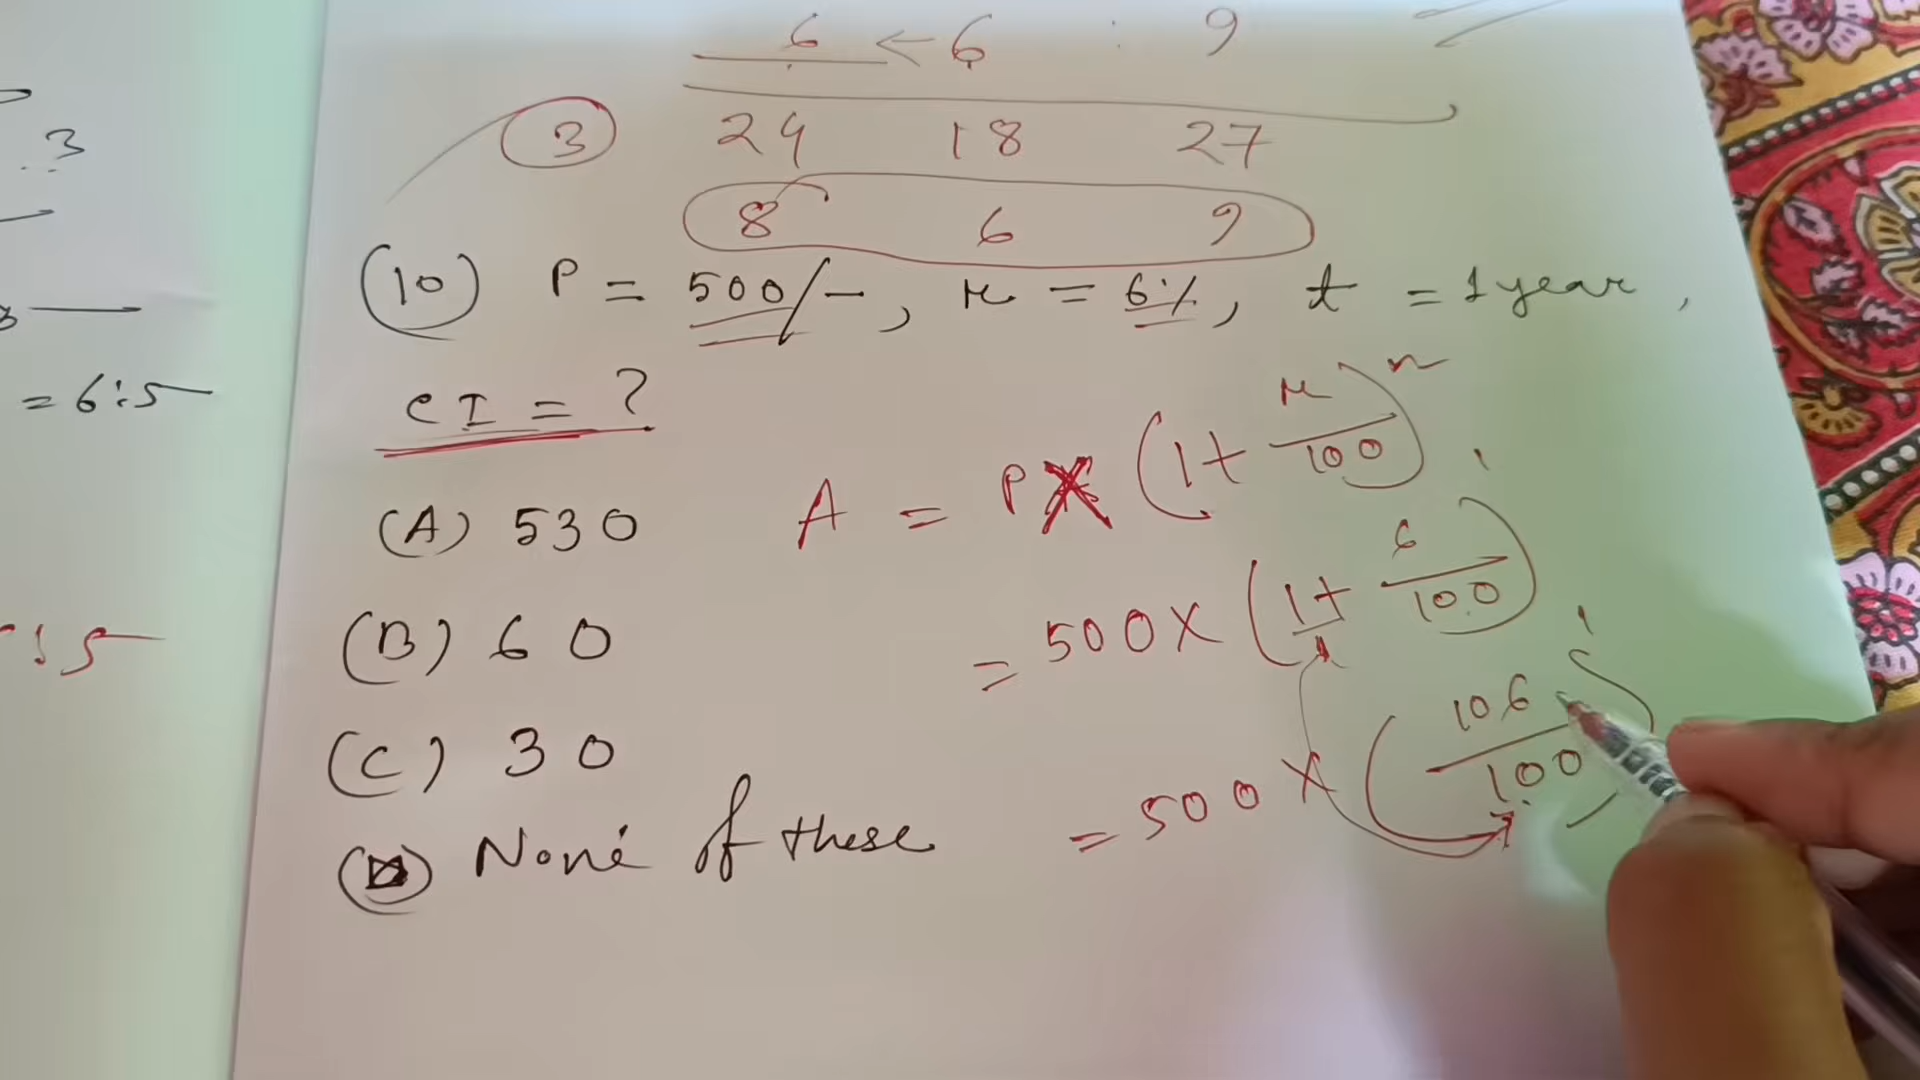 6 ← 6 : 9
3 24 18 27
8 6 9
(10) P = 500/-, r = 6%, t = 1 year,
CI = ?
A = P X (1+ r/100)^n
(A) 530
= 500 X (1+ 6/100)^1
(B) 60
= 500 X (106/100)
(C) 30
(D) None of these
.3
= 6:5
:5